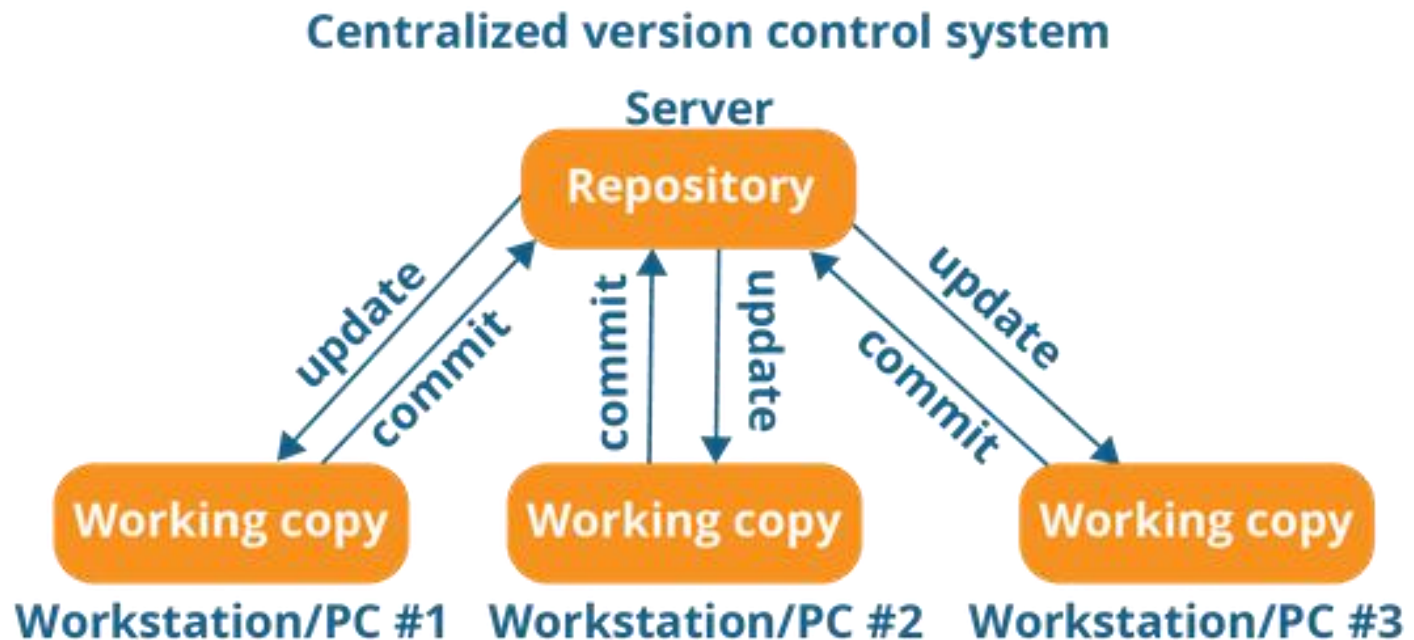 Centralized version control system
Server
Repository
update
commit
commit
update
update
commit
Working copy
Working copy
Working copy
Workstation/PC #1
Workstation/PC #2
Workstation/PC #3